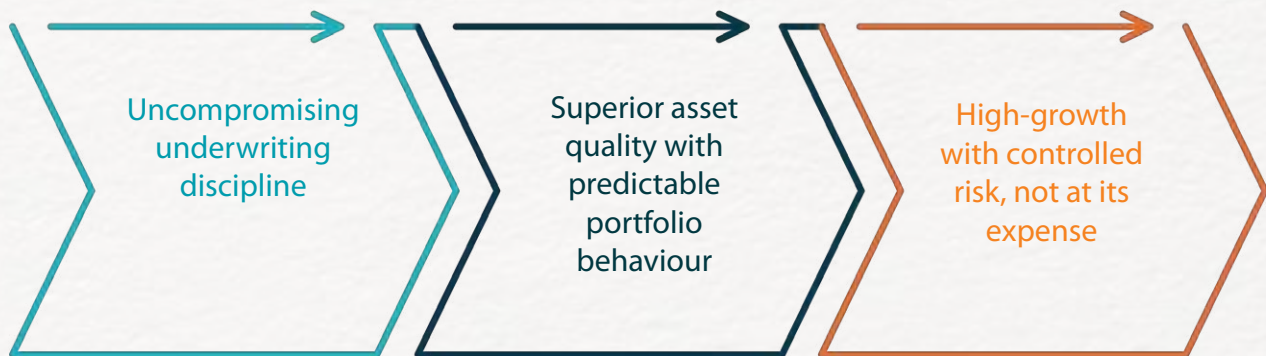 Uncompromising
underwriting
discipline
Superior asset
quality with
predictable
portfolio
behaviour
High-growth
with controlled
risk, not at its
expense